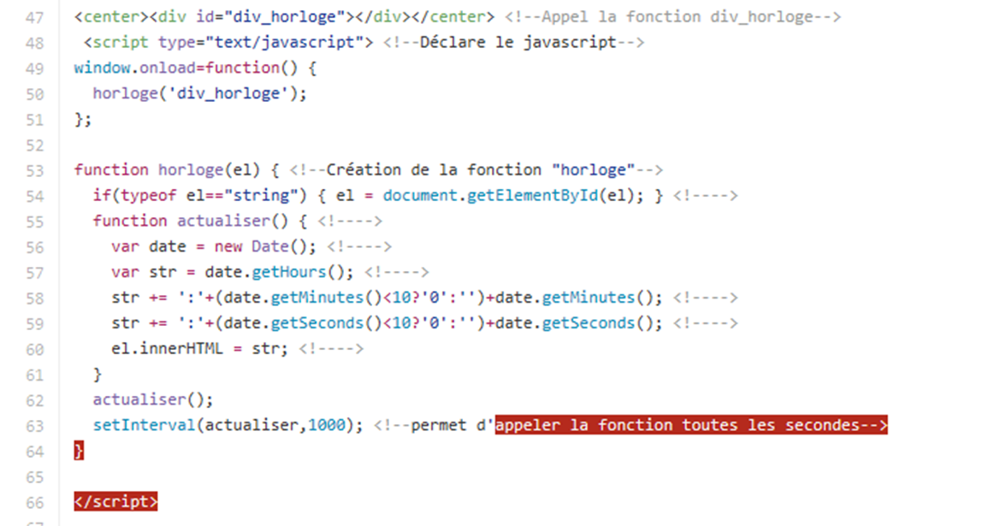 47 <center><div id="div_horloge"></div></center> <!--Appel la fonction div_horloge-->
48 <script type="text/javascript"> <!--Déclare le javascript-->
49 window.onload=function() {
50 horloge('div_horloge');
51 };
52
53 function horloge(el) { <!--Création de la fonction "horloge"-->
54 if(typeof el=="string") { el = document.getElementById(el); } <!---->
55 function actualiser() { <!---->
56 var date = new Date(); <!---->
57 var str = date.getHours(); <!---->
58 str += ':'+(date.getMinutes()<10?'0':'')+date.getMinutes(); <!---->
59 str += ':'+(date.getSeconds()<10?'0':'')+date.getSeconds(); <!---->
60 el.innerHTML = str; <!---->
61 }
62 actualiser();
63 setInterval(actualiser,1000); <!--permet d'appeler la fonction toutes les secondes-->
64 }
65
66 </script>